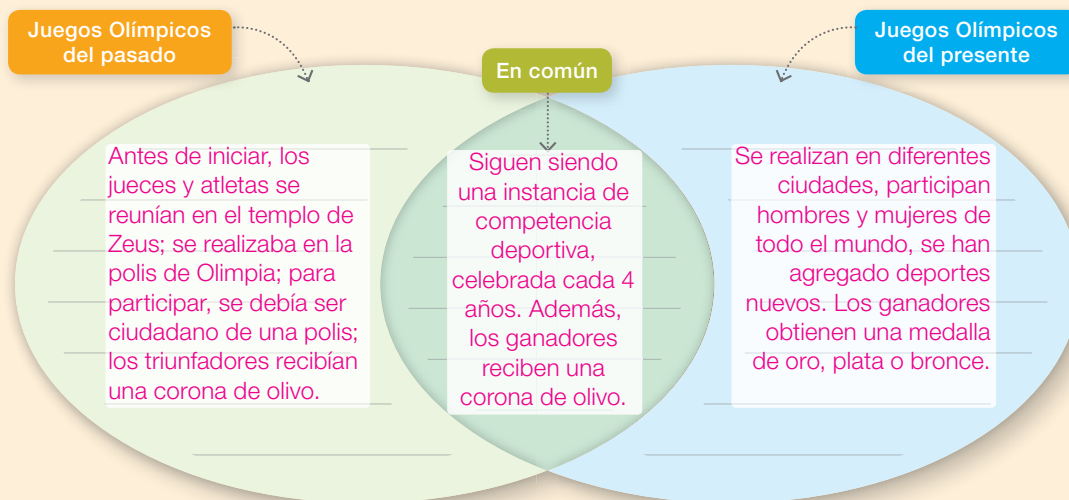 Juegos Olímpicos
del pasado
En común
Juegos Olímpicos
del presente
Antes de iniciar, los
jueces y atletas se
reunían en el templo de
Zeus; se realizaba en la
polis de Olimpia; para
participar, se debía ser
ciudadano de una polis;
los triunfadores recibían
una corona de olivo.
Siguen siendo
una instancia de
competencia
deportiva,
celebrada cada 4
años. Además,
los ganadores
reciben una
corona de olivo.
Se realizan en diferentes
ciudades, participan
hombres y mujeres de
todo el mundo, se han
agregado deportes
nuevos. Los ganadores
obtienen una medalla
de oro, plata o bronce.